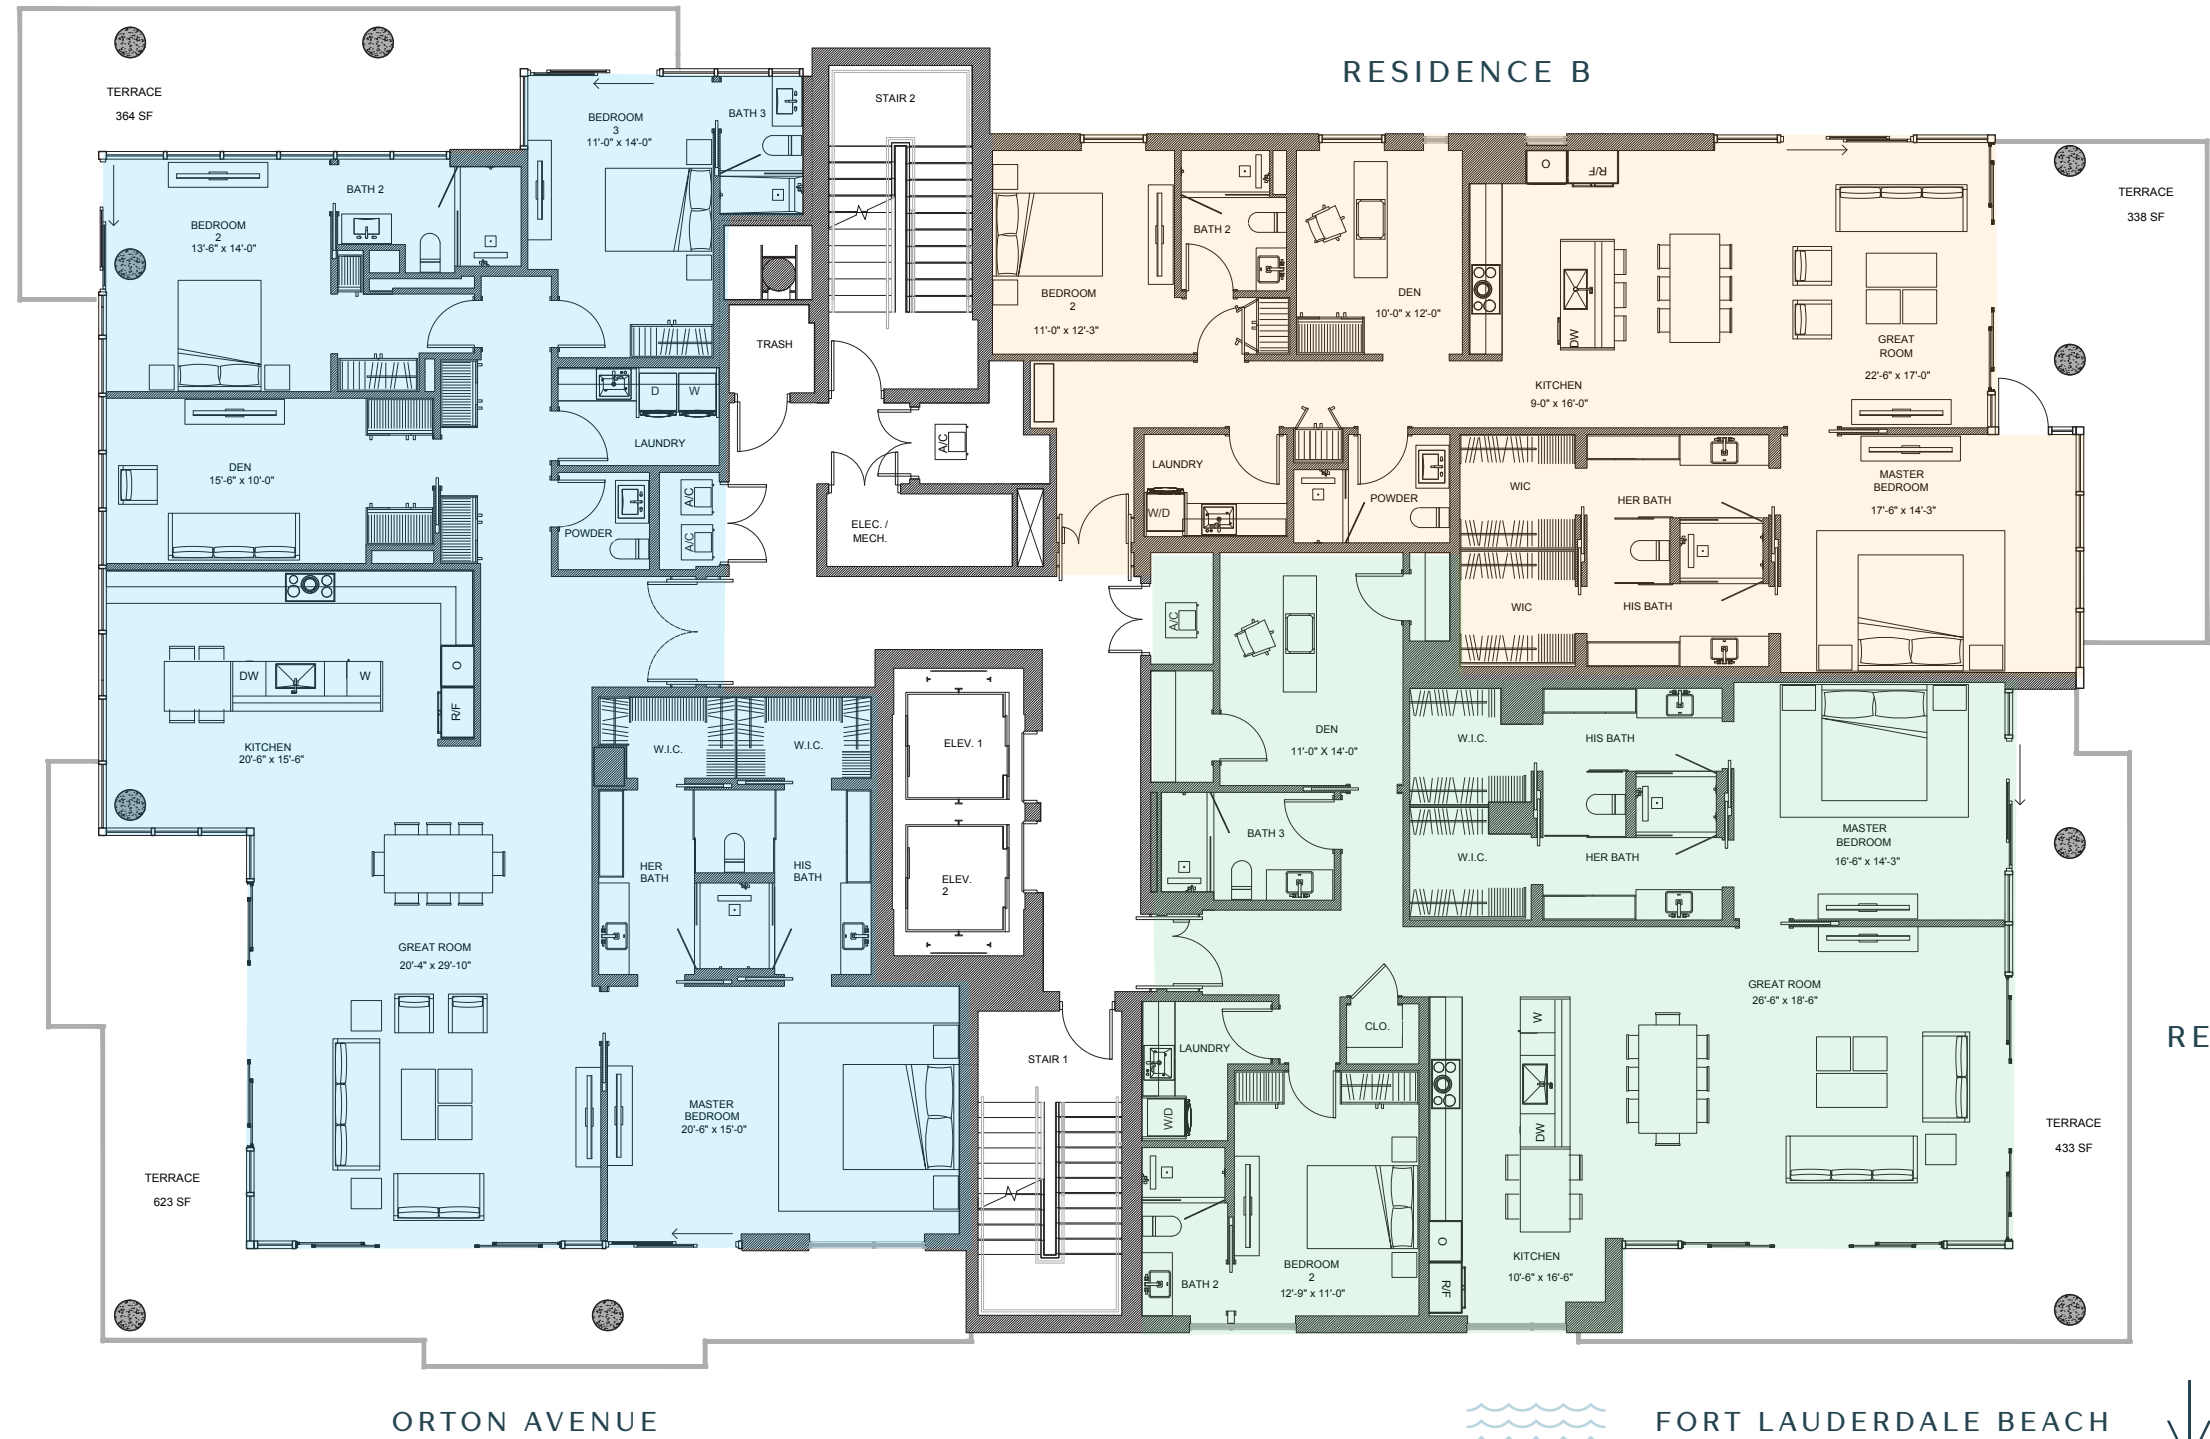 RESIDENCE B
TERRACE
364 SF
BEDROOM
3
11'-0" x 14'-0"
BATH 3
STAIR 2
BATH 2
BEDROOM
2
13'-6" x 14'-0"
TRASH
D
W
LAUNDRY
DEN
15'-6" x 10'-0"
POWDER
A/C
A/C
A/C
ELEC. /
MECH.
DW
W
O
R/F
KITCHEN
20'-6" x 15'-6"
W.I.C.
W.I.C.
HER
BATH
HIS
BATH
ELEV. 1
ELEV.
2
GREAT ROOM
20'-4" x 29'-10"
MASTER
BEDROOM
20'-6" x 15'-0"
STAIR 1
TERRACE
623 SF
BEDROOM
2
11'-0" x 12'-3"
BATH 2
DEN
10'-0" x 12'-0"
O
R/F
DW
KITCHEN
9-0" x 16'-0"
GREAT
ROOM
22'-6" x 17'-0"
TERRACE
338 SF
LAUNDRY
W/D
POWDER
WIC
HER BATH
MASTER
BEDROOM
17'-6" x 14'-3"
WIC
HIS BATH
A/C
DEN
11'-0" X 14'-0"
W.I.C.
HIS BATH
BATH 3
W.I.C.
HER BATH
MASTER
BEDROOM
16'-6" x 14'-3"
GREAT ROOM
26'-6" x 18'-6"
CLO.
LAUNDRY
W/D
W
DW
BATH 2
BEDROOM
2
12'-9" x 11'-0"
O
R/F
KITCHEN
10'-6" x 16'-6"
RE
TERRACE
433 SF
ORTON AVENUE
FORT LAUDERDALE BEACH